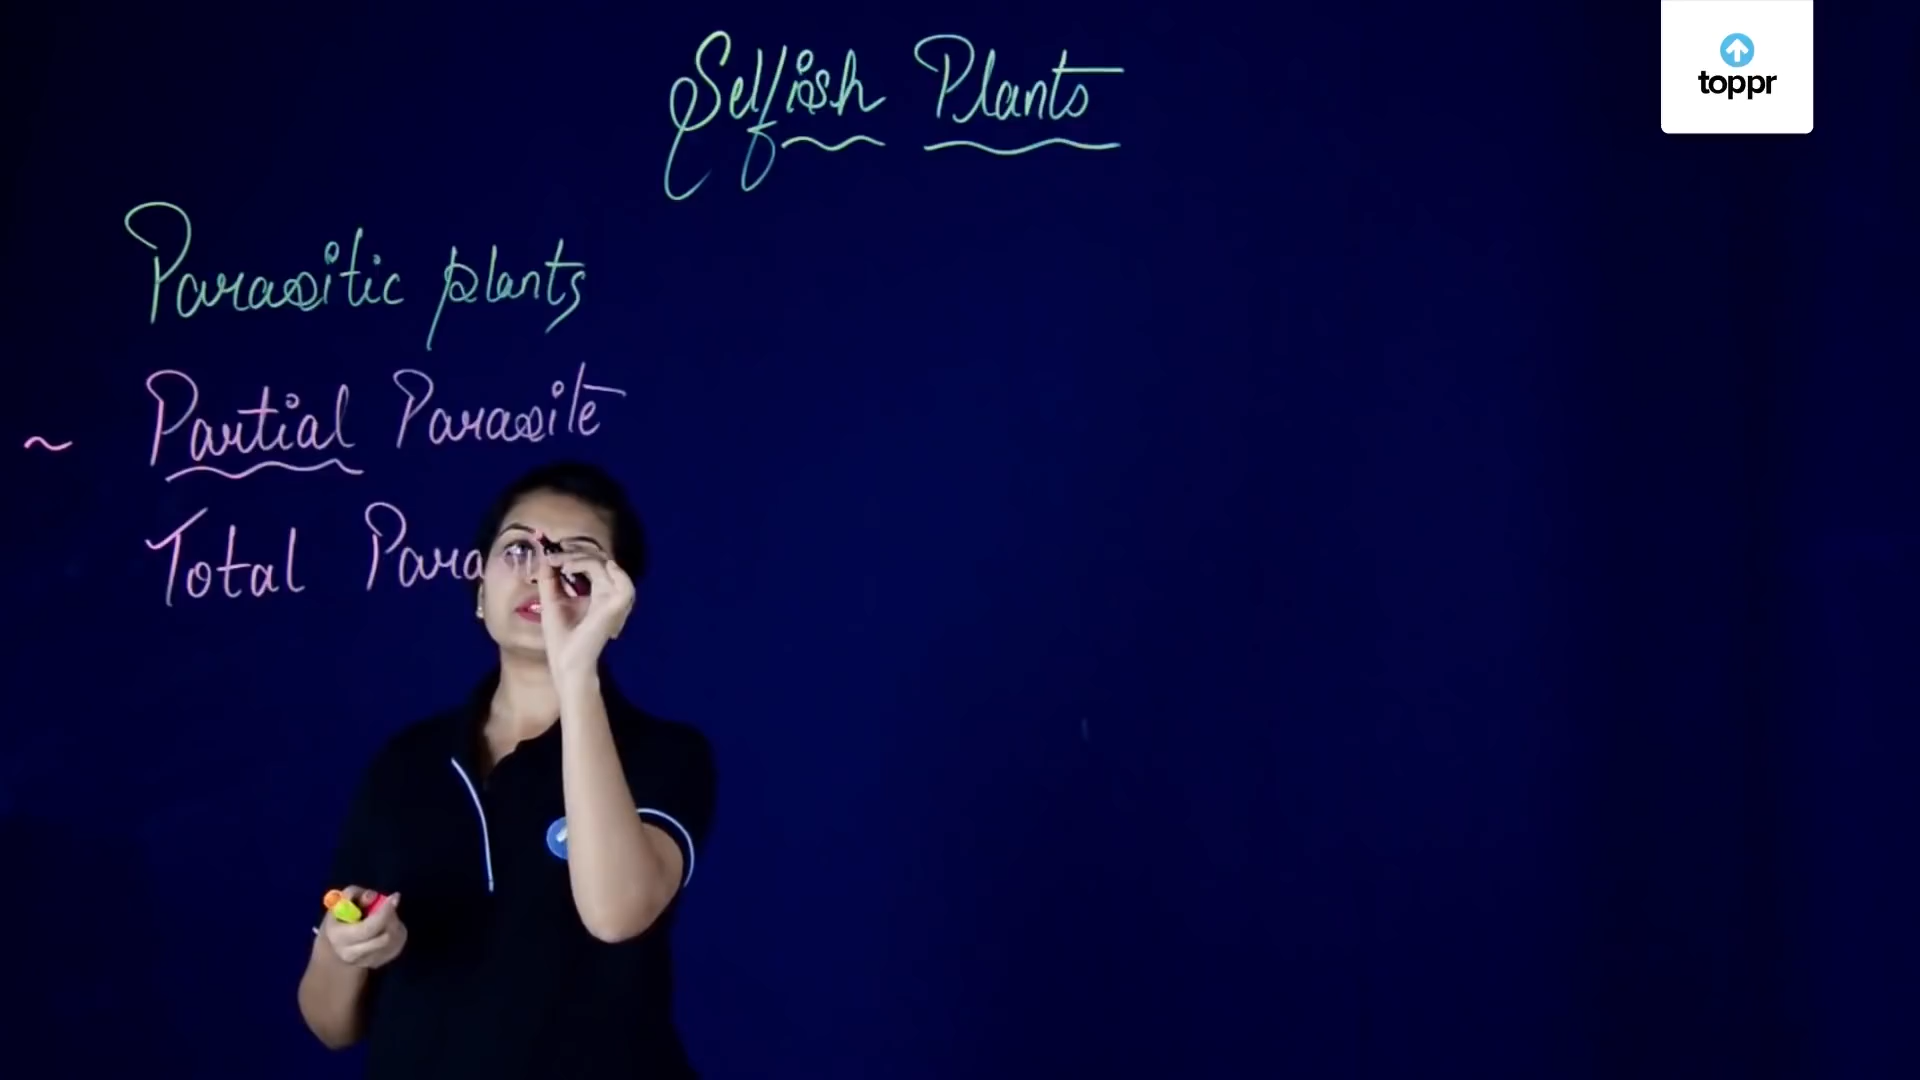 Selfish Plants
toppr
Parasitic plants
~ Partial Parasite
Total Para